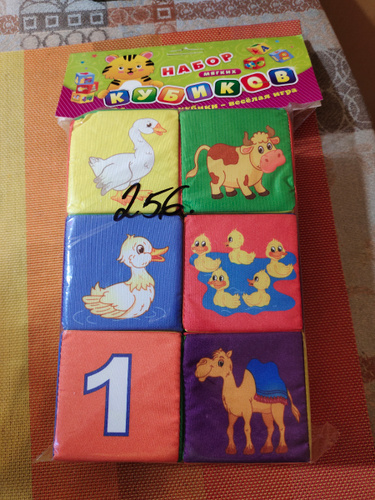 НАБОР
мягких
КУБИКОВ
кубики - весёлая игра
256.
1